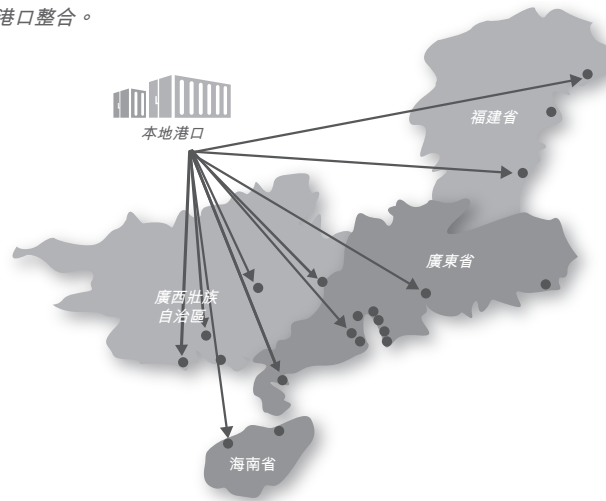 港口整合。
本地港口
福建省
廣東省
廣西壯族
自治區
海南省